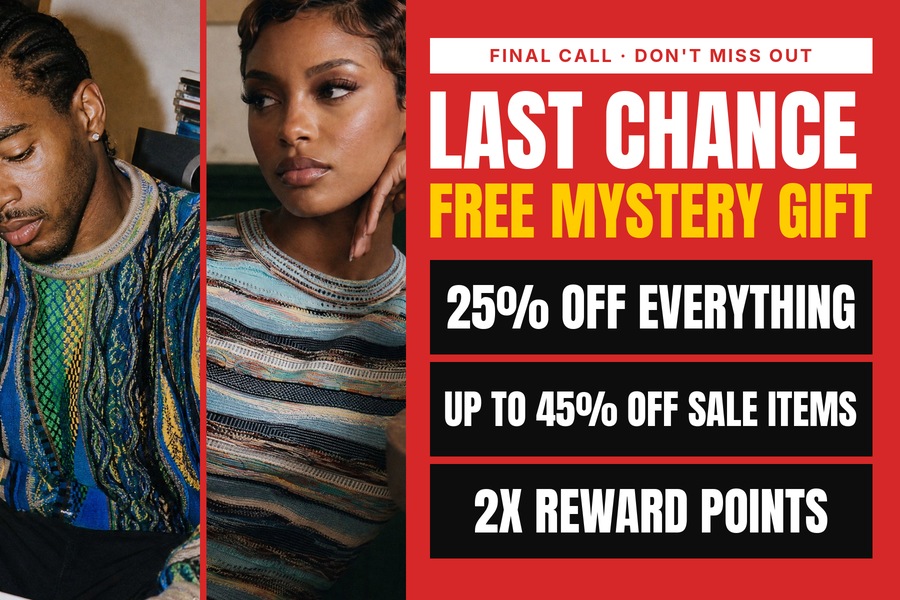 FINAL CALL · DON'T MISS OUT
LAST CHANCE
FREE MYSTERY GIFT
25% OFF EVERYTHING
UP TO 45% OFF SALE ITEMS
2X REWARD POINTS